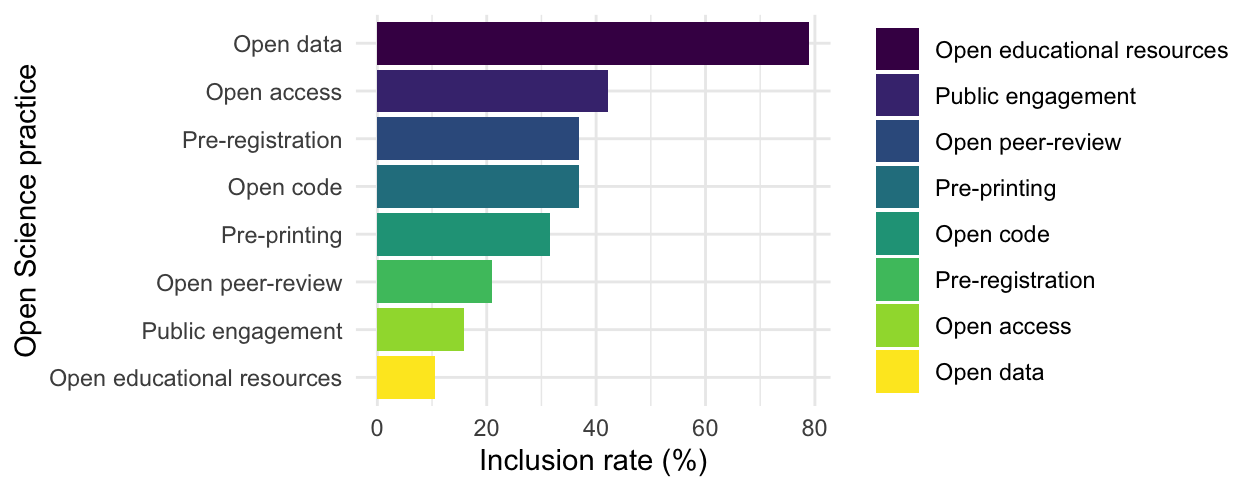 Open Science practice
Open data
Open access
Pre-registration
Open code
Pre-printing
Open peer-review
Public engagement
Open educational resources
0 20 40 60 80
Inclusion rate (%)
Open educational resources
Public engagement
Open peer-review
Pre-printing
Open code
Pre-registration
Open access
Open data